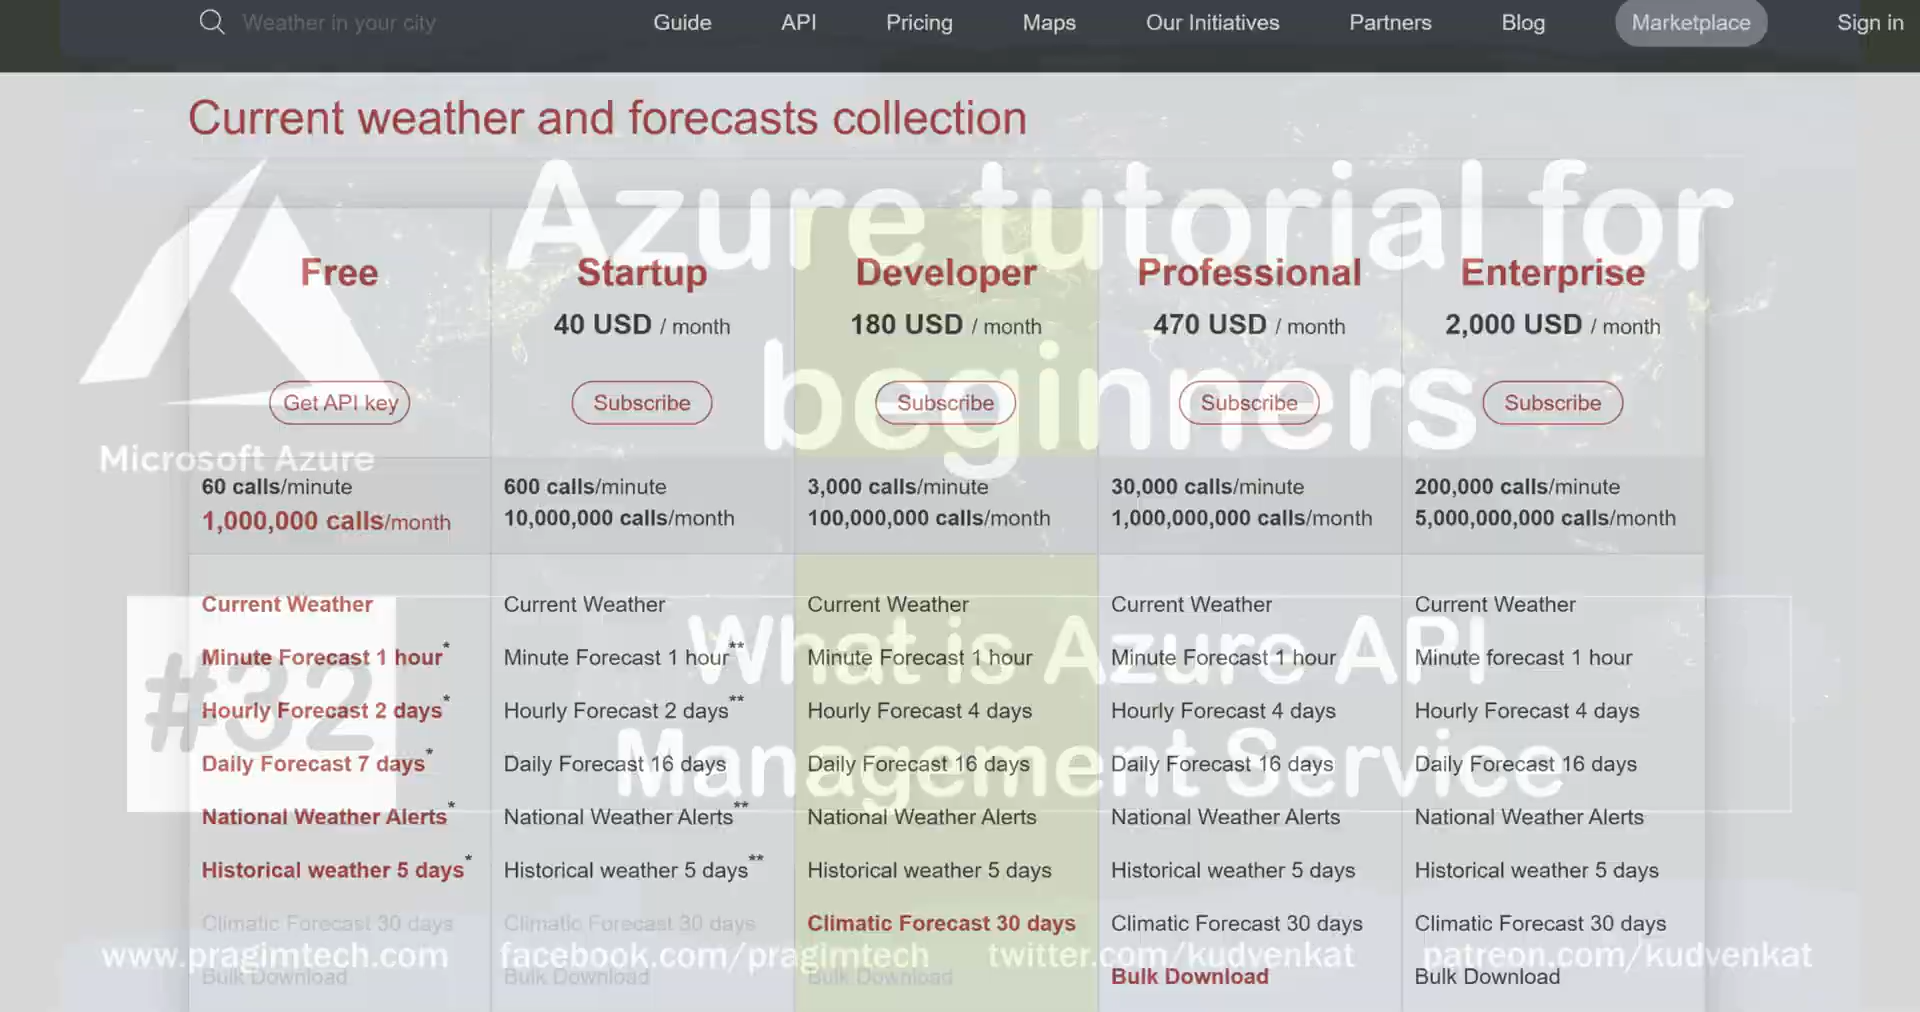 Weather in your city Guide API Pricing Maps Our Initiatives Partners Blog Marketplace Sign in
Current weather and forecasts collection
Azure tutorial for
beginners
Microsoft Azure
#32
What is Azure API
Management Service
Free Startup Developer Professional Enterprise
40 USD / month 180 USD / month 470 USD / month 2,000 USD / month
Get API key Subscribe Subscribe Subscribe Subscribe
60 calls/minute 600 calls/minute 3,000 calls/minute 30,000 calls/minute 200,000 calls/minute
1,000,000 calls/month 10,000,000 calls/month 100,000,000 calls/month 1,000,000,000 calls/month 5,000,000,000 calls/month
Current Weather Current Weather Current Weather Current Weather Current Weather
Minute Forecast 1 hour* Minute Forecast 1 hour** Minute Forecast 1 hour Minute Forecast 1 hour Minute forecast 1 hour
Hourly Forecast 2 days* Hourly Forecast 2 days** Hourly Forecast 4 days Hourly Forecast 4 days Hourly Forecast 4 days
Daily Forecast 7 days* Daily Forecast 16 days Daily Forecast 16 days Daily Forecast 16 days Daily Forecast 16 days
National Weather Alerts* National Weather Alerts** National Weather Alerts National Weather Alerts National Weather Alerts
Historical weather 5 days* Historical weather 5 days** Historical weather 5 days Historical weather 5 days Historical weather 5 days
Climatic Forecast 30 days Climatic Forecast 30 days Climatic Forecast 30 days Climatic Forecast 30 days Climatic Forecast 30 days
www.pragimtech.com facebook.com/pragimtech twitter.com/kudvenkat patreon.com/kudvenkat
Bulk Download Bulk Download Bulk Download Bulk Download Bulk Download